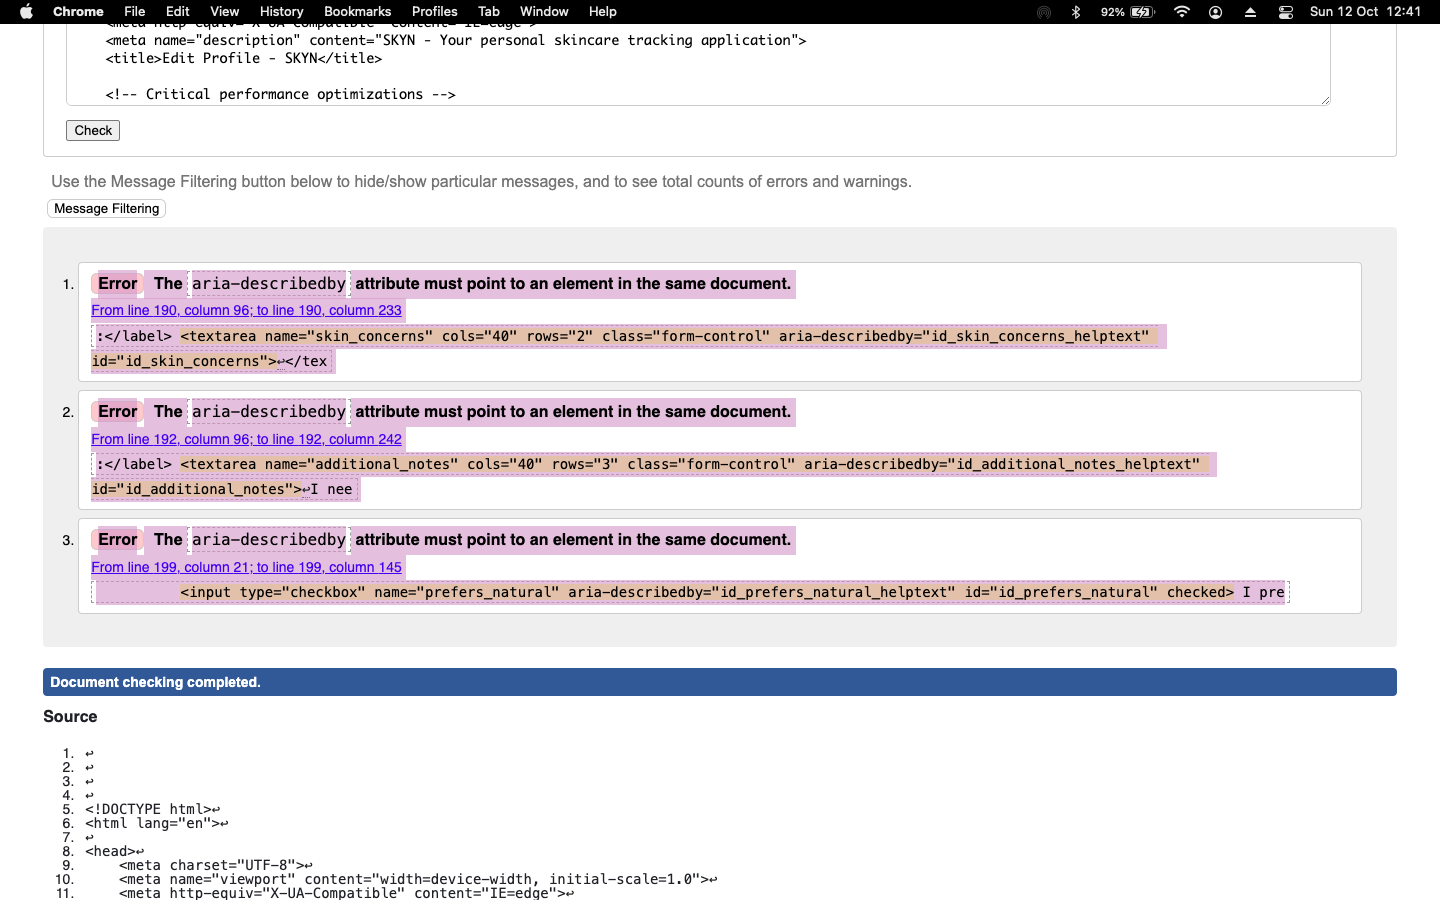 Chrome File Edit View History Bookmarks Profiles Tab Window Help 92% Sun 12 Oct 12:41
<meta http-equiv="X-UA-Compatible" content="IE=edge">
<meta name="description" content="SKYN - Your personal skincare tracking application">
<title>Edit Profile - SKYN</title>
<!-- Critical performance optimizations -->
Check
Use the Message Filtering button below to hide/show particular messages, and to see total counts of errors and warnings.
Message Filtering
1. Error The aria-describedby attribute must point to an element in the same document.
From line 190, column 96; to line 190, column 233
:</label> <textarea name="skin_concerns" cols="40" rows="2" class="form-control" aria-describedby="id_skin_concerns_helptext"
id="id_skin_concerns">↩</tex
2. Error The aria-describedby attribute must point to an element in the same document.
From line 192, column 96; to line 192, column 242
:</label> <textarea name="additional_notes" cols="40" rows="3" class="form-control" aria-describedby="id_additional_notes_helptext"
id="id_additional_notes">↩I nee
3. Error The aria-describedby attribute must point to an element in the same document.
From line 199, column 21; to line 199, column 145
<input type="checkbox" name="prefers_natural" aria-describedby="id_prefers_natural_helptext" id="id_prefers_natural" checked> I pre
Document checking completed.
Source
1. ↩
2. ↩
3. ↩
4. ↩
5. <!DOCTYPE html>↩
6. <html lang="en">↩
7. ↩
8. <head>↩
9. <meta charset="UTF-8">↩
10. <meta name="viewport" content="width=device-width, initial-scale=1.0">↩
11. <meta http-equiv="X-UA-Compatible" content="IE=edge">↩